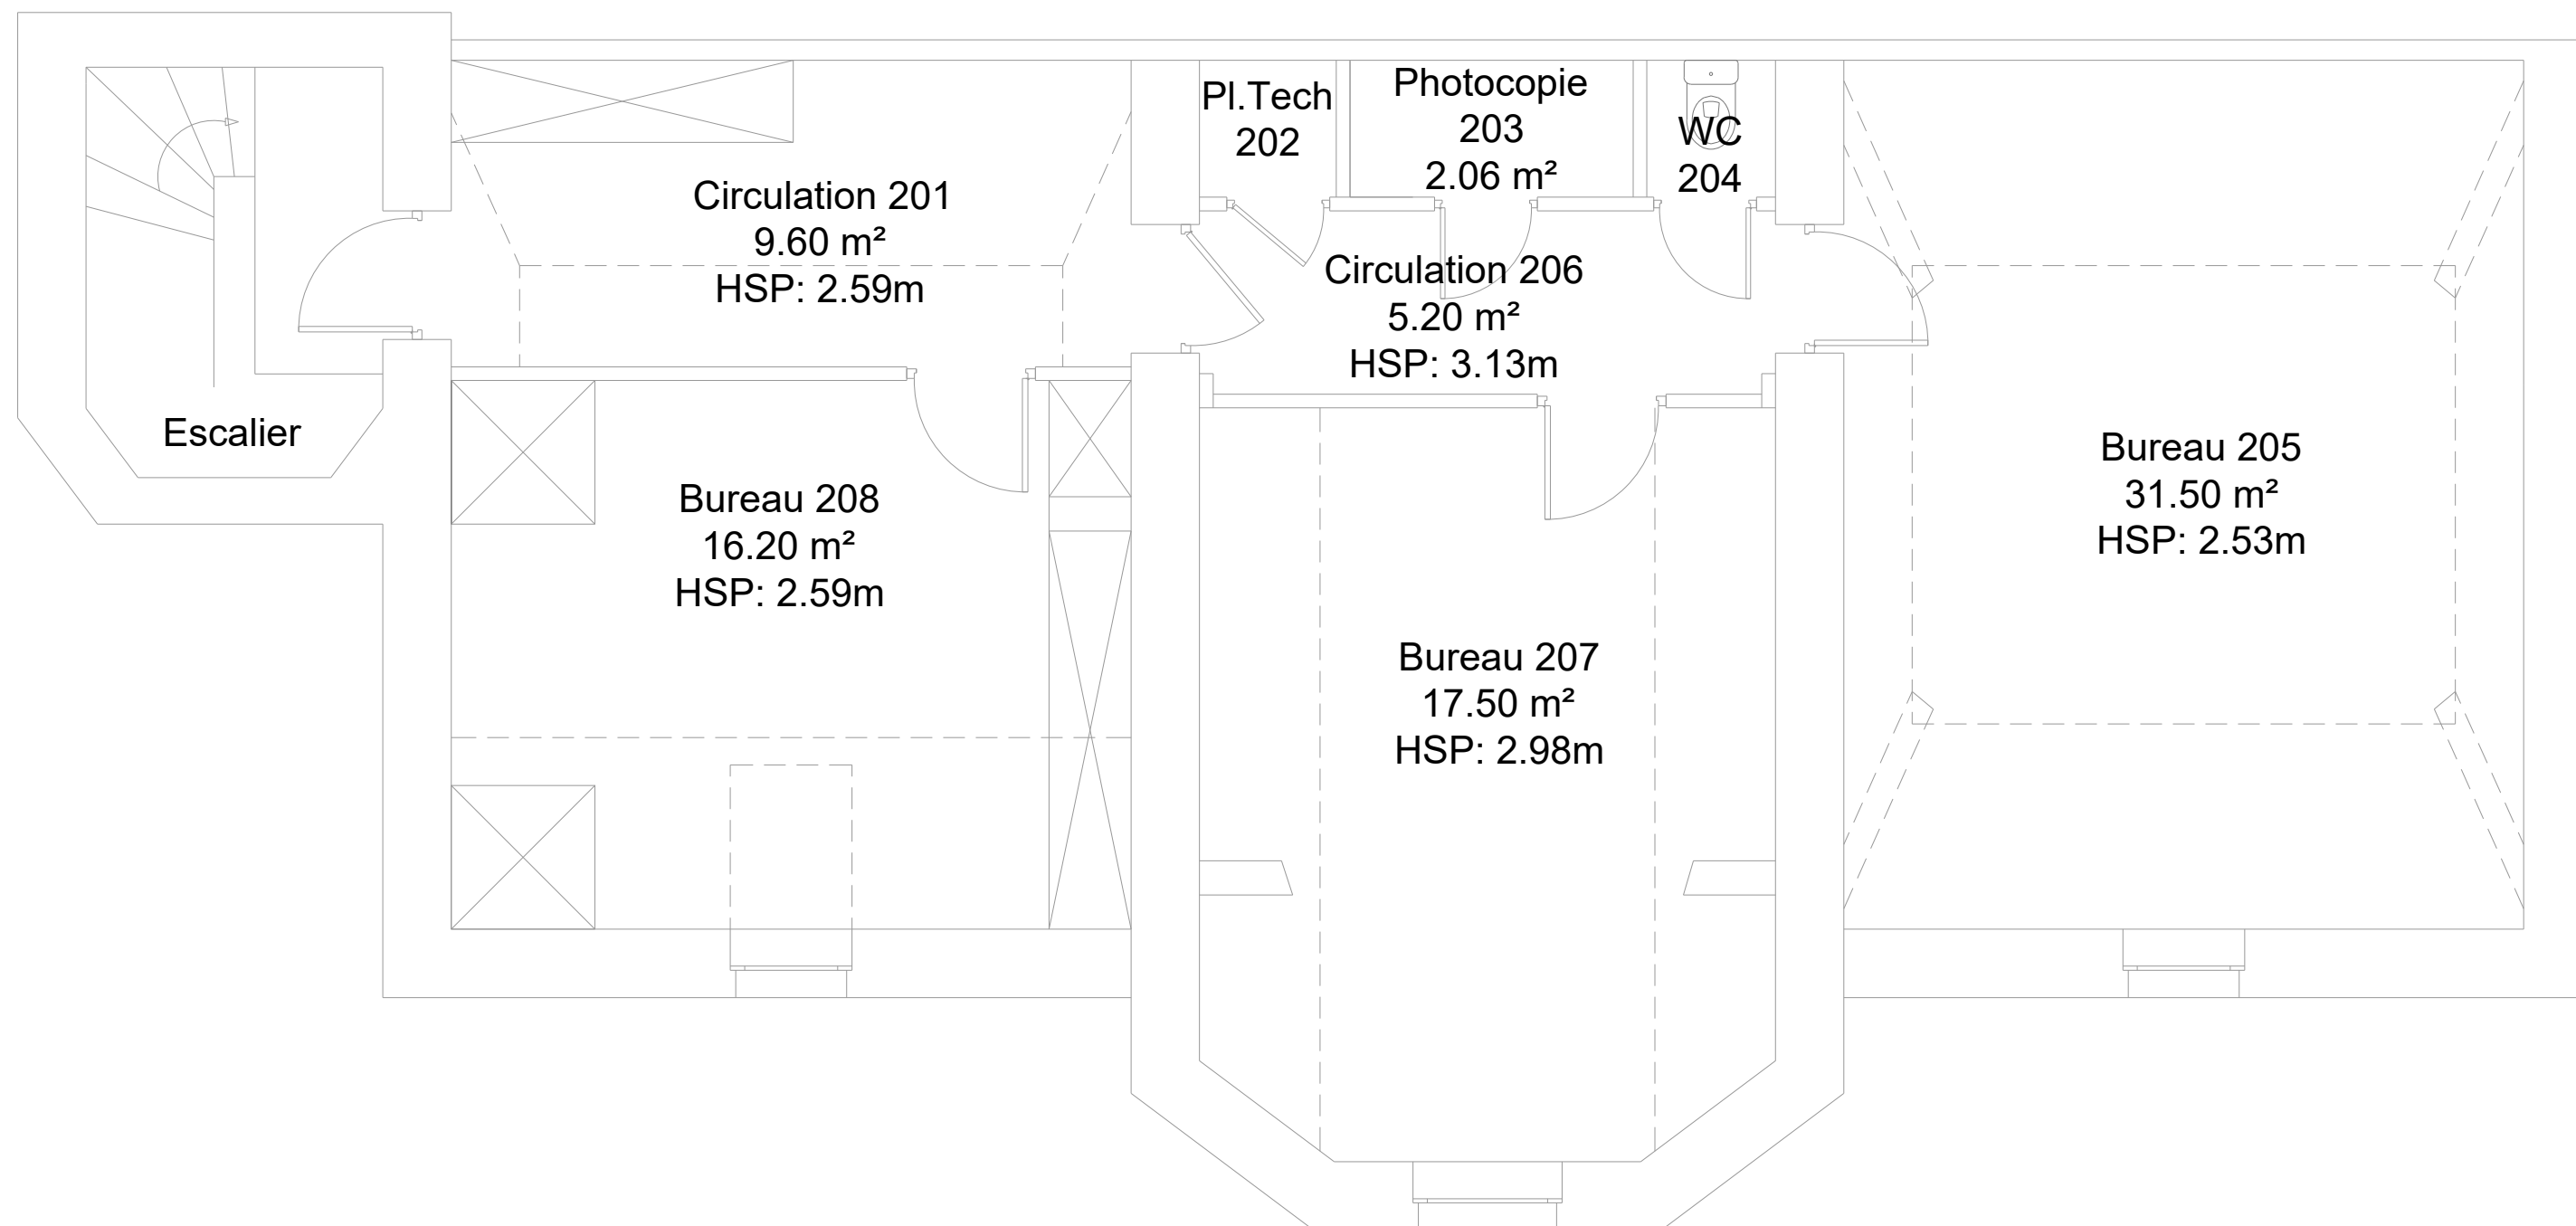 Pl.Tech
202
Photocopie
203
2.06 m²
WC
204
Circulation 201
9.60 m²
HSP: 2.59m
Circulation 206
5.20 m²
HSP: 3.13m
Escalier
Bureau 208
16.20 m²
HSP: 2.59m
Bureau 205
31.50 m²
HSP: 2.53m
Bureau 207
17.50 m²
HSP: 2.98m